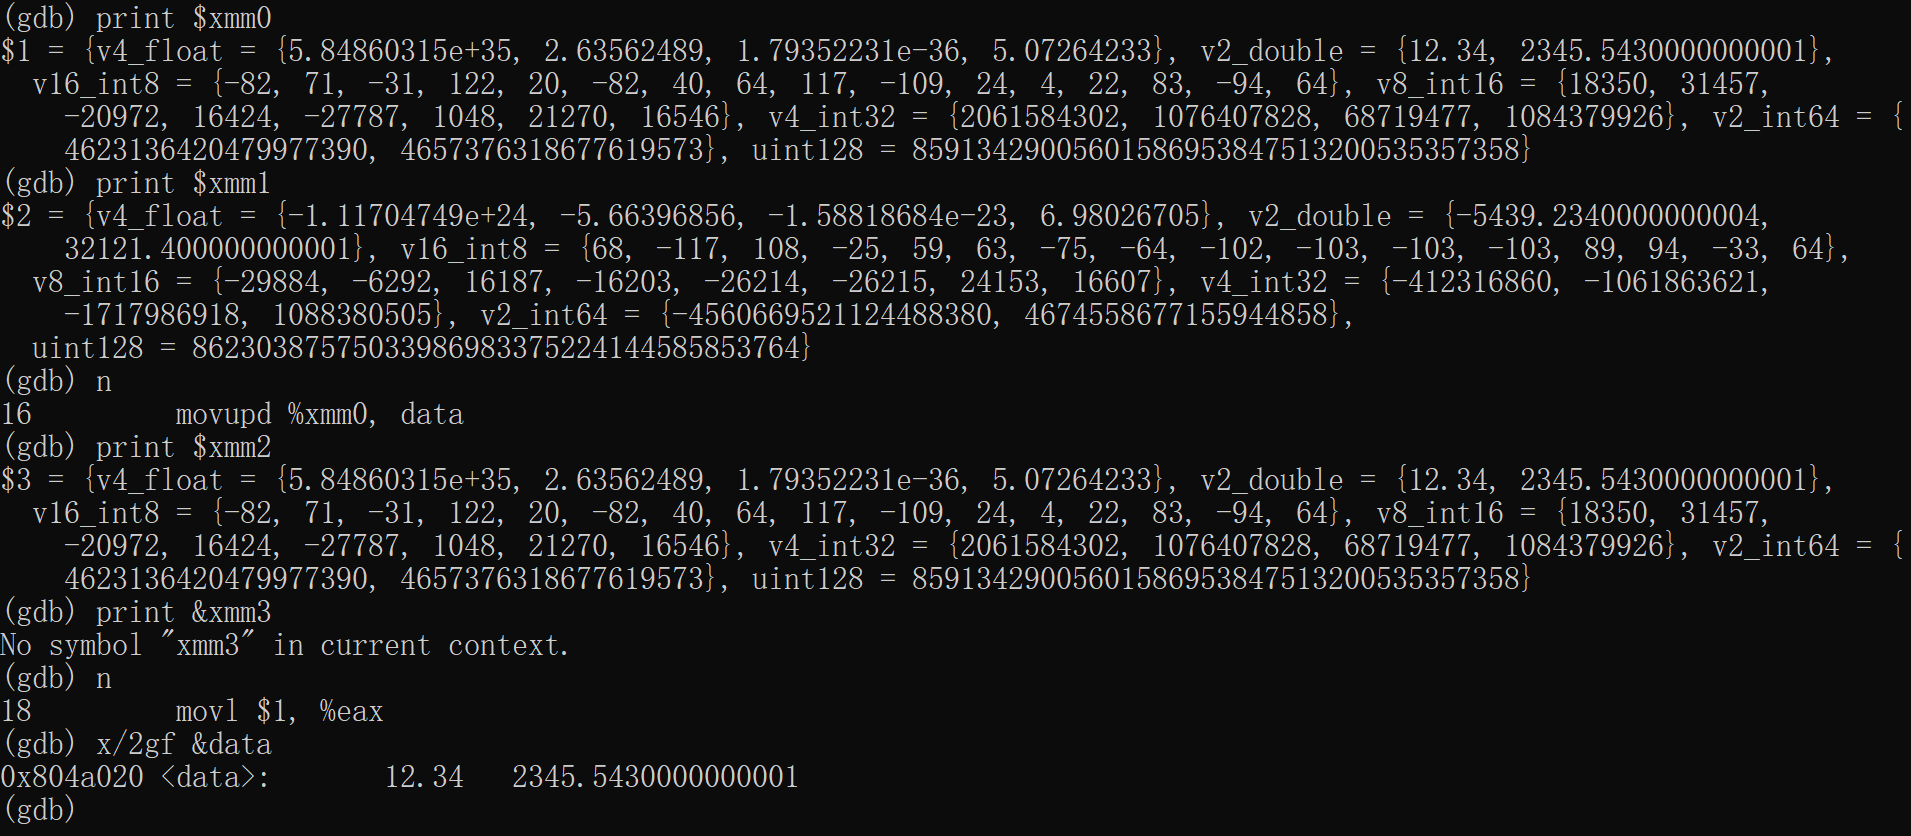 (gdb) print $xmm0
$1 = {v4_float = {5.84860315e+35, 2.63562489, 1.79352231e-36, 5.07264233}, v2_double = {12.34, 2345.5430000000001},
  v16_int8 = {-82, 71, -31, 122, 20, -82, 40, 64, 117, -109, 24, 4, 22, 83, -94, 64}, v8_int16 = {18350, 31457,
    -20972, 16424, -27787, 1048, 21270, 16546}, v4_int32 = {2061584302, 1076407828, 68719477, 1084379926}, v2_int64 = {
    4623136420479977390, 4657376318677619573}, uint128 = 85913429005601586953847513200535357358}
(gdb) print $xmm1
$2 = {v4_float = {-1.11704749e+24, -5.66396856, -1.58818684e-23, 6.98026705}, v2_double = {-5439.2340000000004,
    32121.400000000001}, v16_int8 = {68, -117, 108, -25, 59, 63, -75, -64, -102, -103, -103, -103, 89, 94, -33, 64},
  v8_int16 = {-29884, -6292, 16187, -16203, -26214, -26215, 24153, 16607}, v4_int32 = {-412316860, -1061863621,
    -1717986918, 1088380505}, v2_int64 = {-4560669521124488380, 4674558677155944858},
  uint128 = 86230387575033986983375224144585853764}
(gdb) n
16         movupd %xmm0, data
(gdb) print $xmm2
$3 = {v4_float = {5.84860315e+35, 2.63562489, 1.79352231e-36, 5.07264233}, v2_double = {12.34, 2345.5430000000001},
  v16_int8 = {-82, 71, -31, 122, 20, -82, 40, 64, 117, -109, 24, 4, 22, 83, -94, 64}, v8_int16 = {18350, 31457,
    -20972, 16424, -27787, 1048, 21270, 16546}, v4_int32 = {2061584302, 1076407828, 68719477, 1084379926}, v2_int64 = {
    4623136420479977390, 4657376318677619573}, uint128 = 85913429005601586953847513200535357358}
(gdb) print &xmm3
No symbol "xmm3" in current context.
(gdb) n
18         movl $1, %eax
(gdb) x/2gf &data
0x804a020 <data>:       12.34   2345.5430000000001
(gdb)